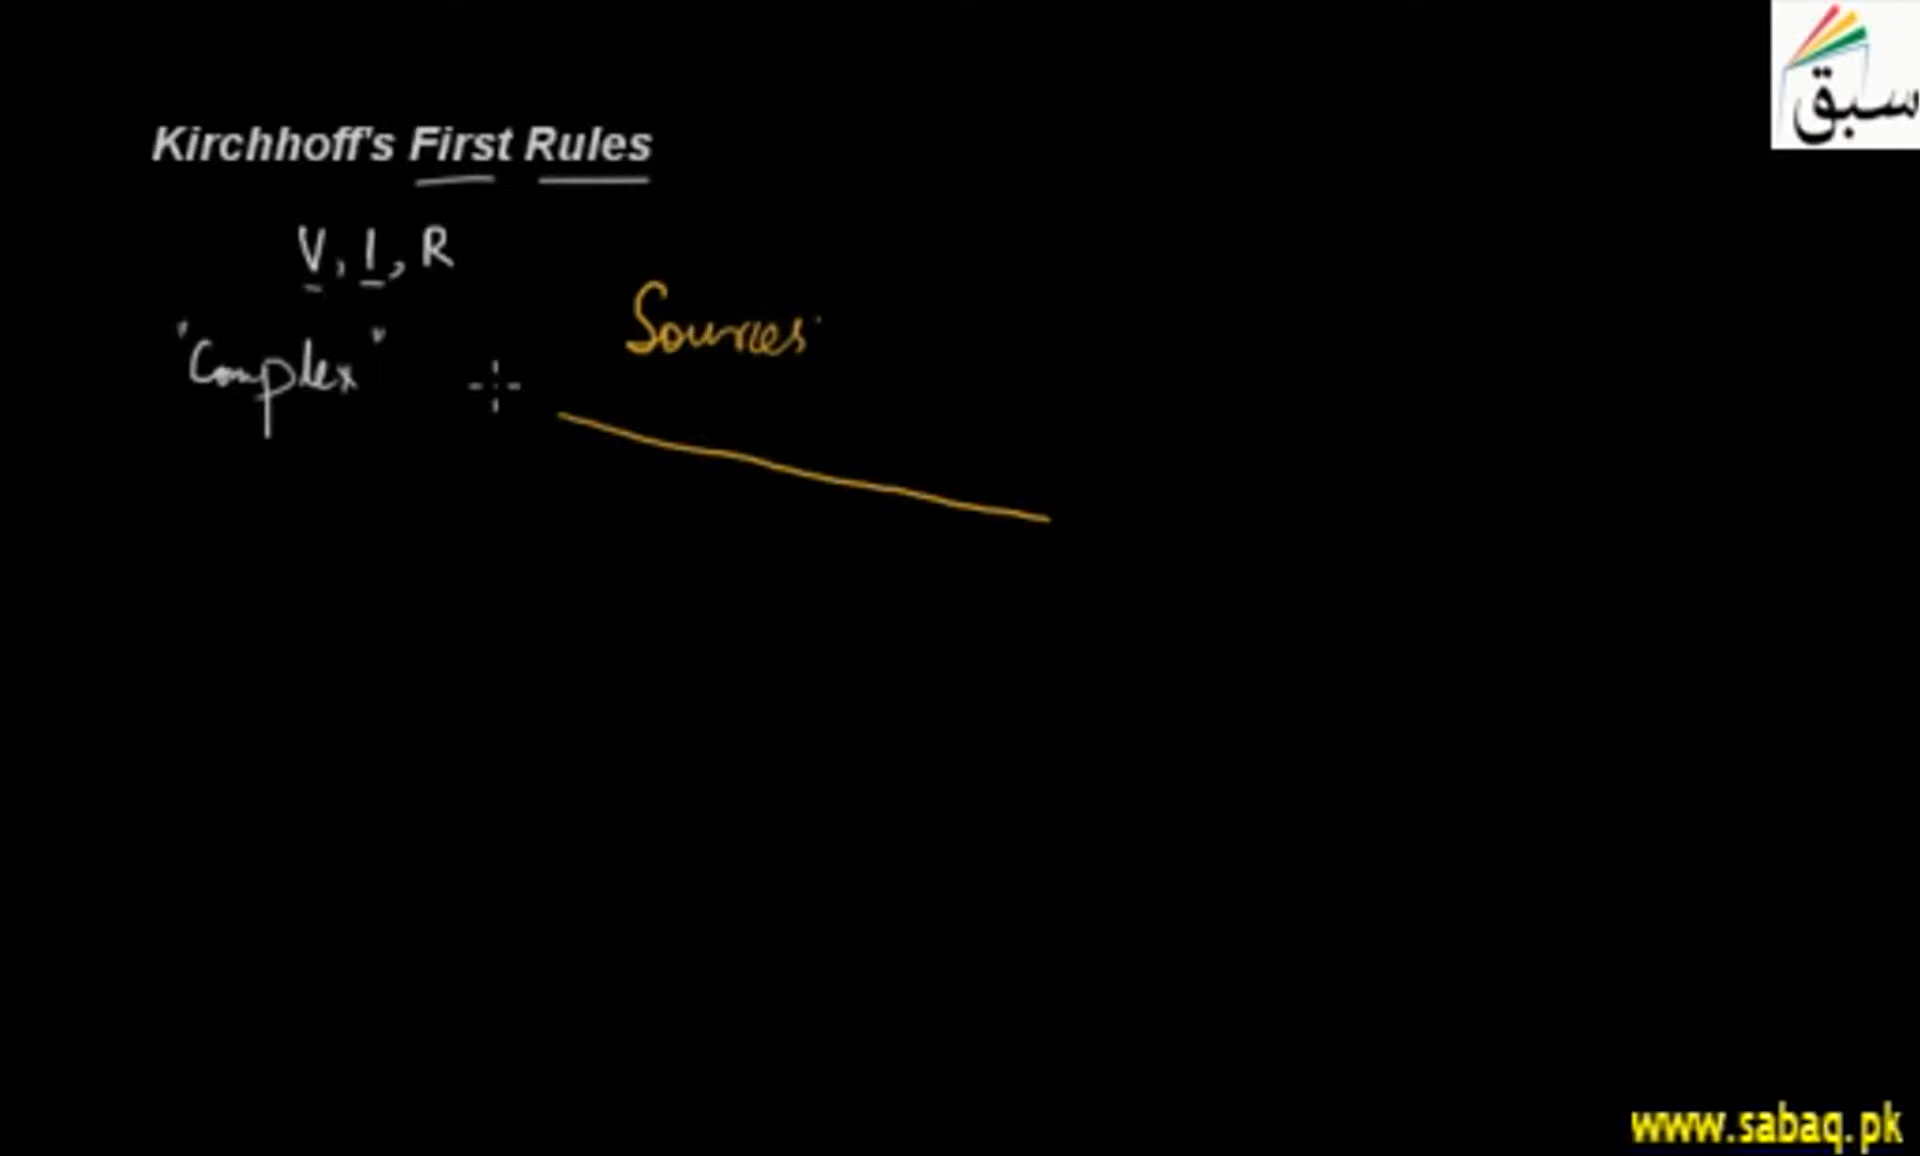 سبق
Kirchhoff's First Rules
V, I, R
Sources
"Complex"
www.sabaq.pk